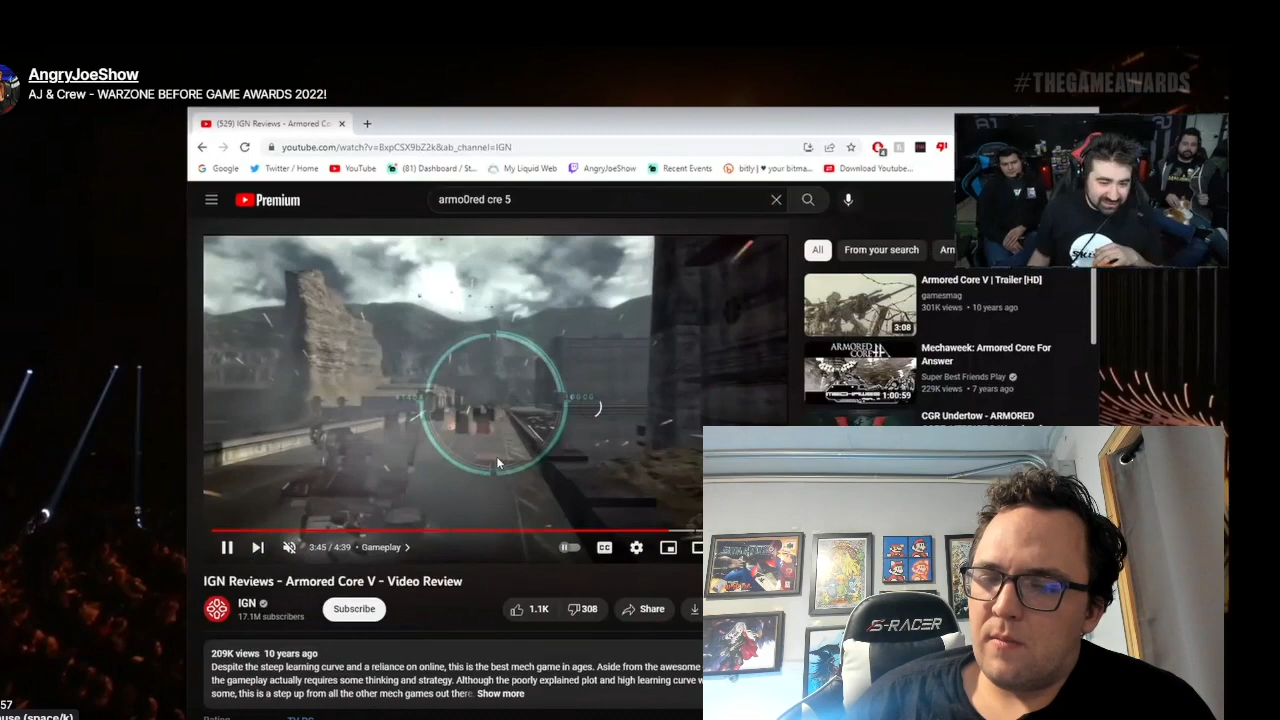 AngryJoeShow
AJ & Crew - WARZONE BEFORE GAME AWARDS 2022!
#THEGAMEAWARDS
(529) IGN Reviews - Armored Co
youtube.com/watch?v=BxpCSX9bZ2k&ab_channel=IGN
Google
Twitter / Home
YouTube
(81) Dashboard / St...
My Liquid Web
AngryJoeShow
Recent Events
bitly | ♥ your bitma...
Download Youtube...
Premium
armo0red cre 5
All
From your search
Arm
Armored Core V | Trailer [HD]
gamesmag
301K views • 10 years ago
3:08
ARMORED CORE
Mechaweek: Armored Core For Answer
Super Best Friends Play
229K views • 7 years ago
1:00:59
CGR Undertow - ARMORED
3:45 / 4:39 • Gameplay
IGN Reviews - Armored Core V - Video Review
IGN
17.1M subscribers
Subscribe
1.1K
308
Share
209K views 10 years ago
Despite the steep learning curve and a reliance on online, this is the best mech game in ages. Aside from the awesome
the gameplay actually requires some thinking and strategy. Although the poorly explained plot and high learning curve
some, this is a step up from all the other mech games out there. Show more
S-RACER
57
use (space/k)